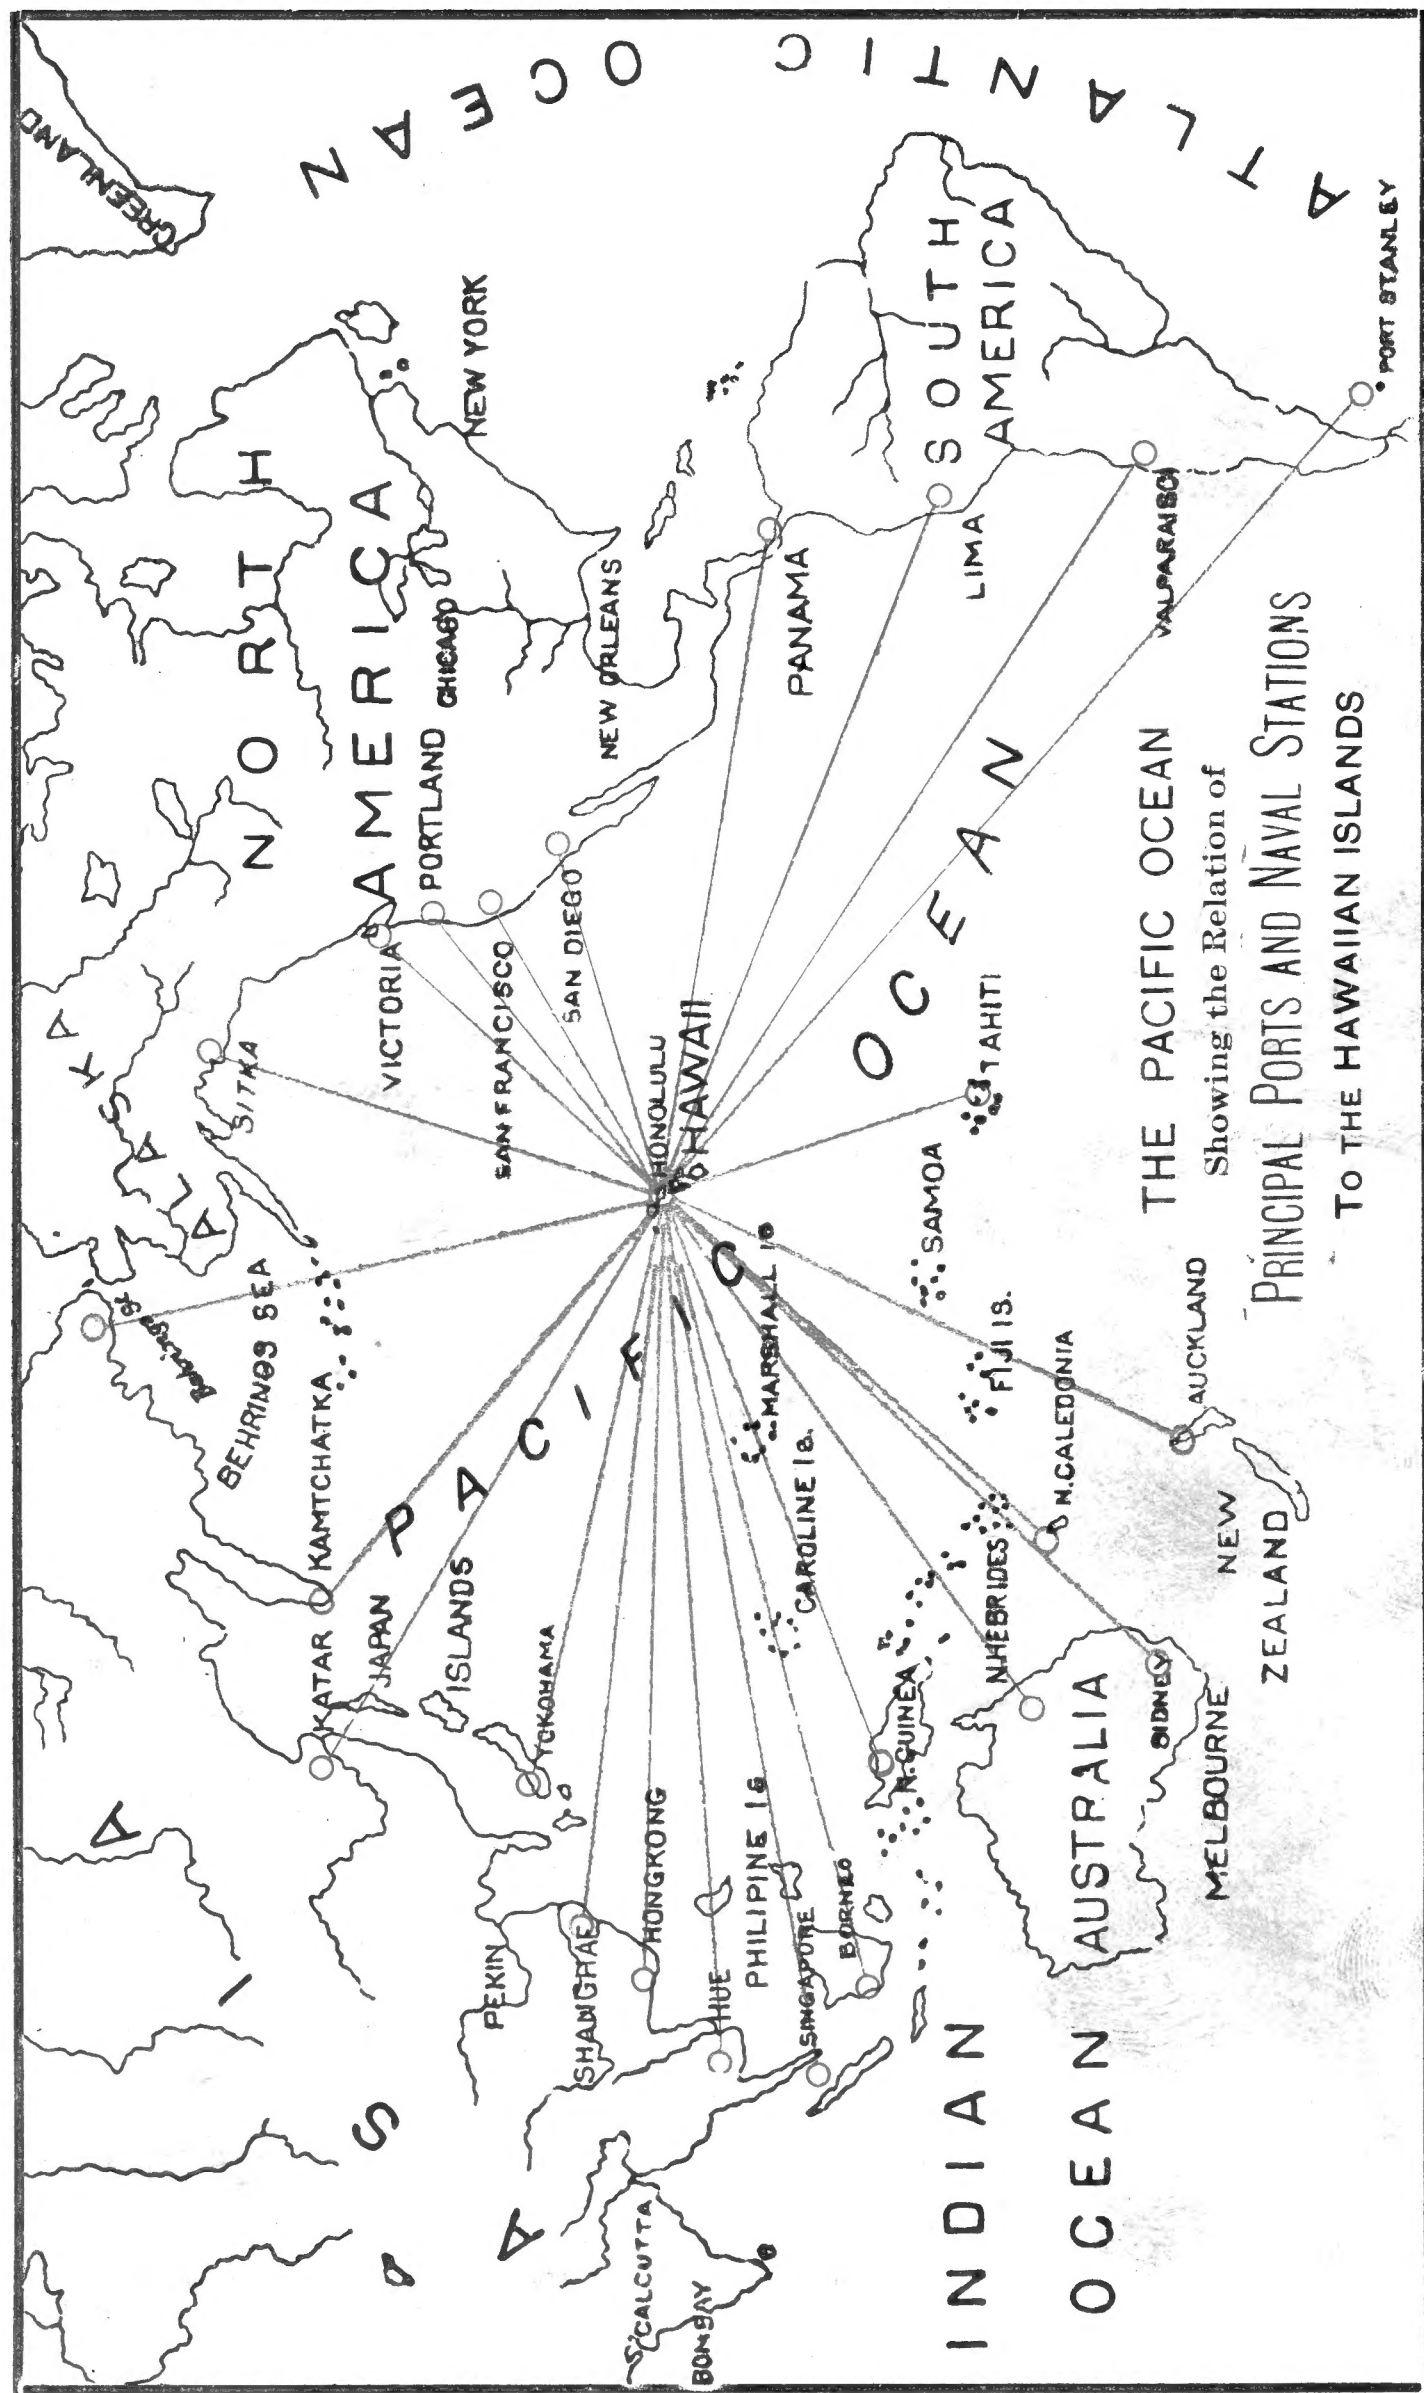 THE PACIFIC OCEAN
Showing the Relation of
PRINCIPAL PORTS AND NAVAL STATIONS
TO THE HAWAIIAN ISLANDS
ASIA
ALASKA
NORTH
AMERICA
GREENLAND
ATLANTIC OCEAN
PACIFIC OCEAN
Behrings St
BEHRINGS SEA
KAMTCHATKA
SITKA
KATAR
JAPAN
ISLANDS
VICTORIA
PORTLAND
CHICAGO
NEW YORK
PEKIN
YOKOHAMA
SAN FRANCISCO
SAN DIEGO
NEW ORLEANS
SHANGHAE
HONGKONG
HONOLULU
HAWAII
CALCUTTA
BOMBAY
HUE
PHILIPINE IS
MARSHALL IS
CAROLINE IS.
PANAMA
SINGAPORE
BORNEO
N. GUINEA
SAMOA
TAHITI
LIMA
SOUTH
AMERICA
INDIAN
OCEAN
N.HEBRIDES
FIJI IS.
N. CALEDONIA
AUSTRALIA
SIDNEY
MELBOURNE
AUCKLAND
NEW
ZEALAND
VALPARAISO
PORT STANLEY